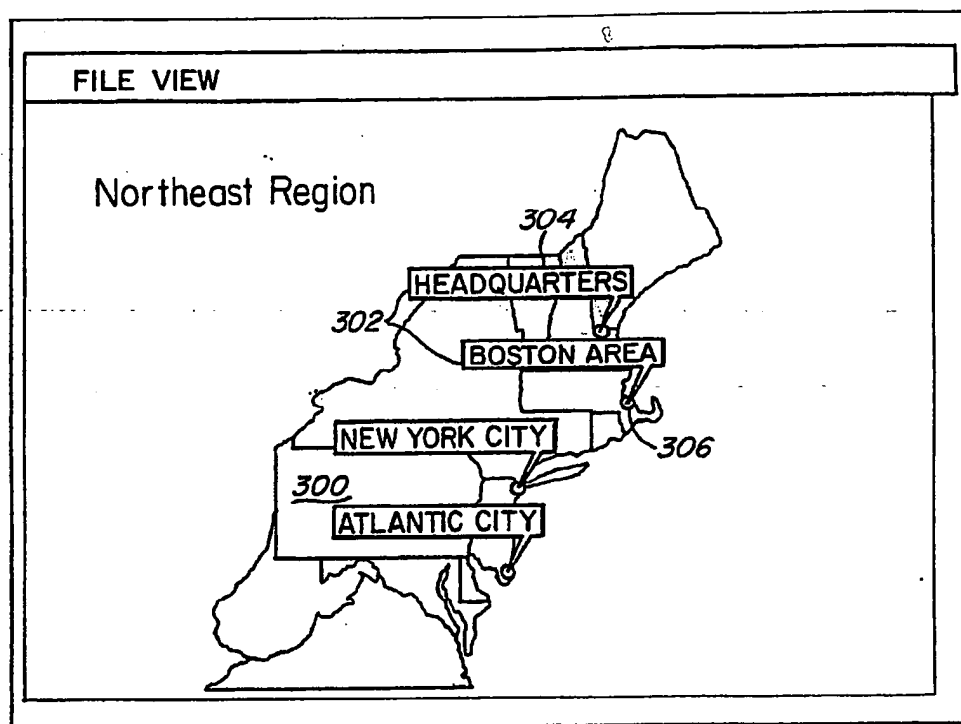 FILE VIEW
Northeast Region
304
HEADQUARTERS
302
BOSTON AREA
NEW YORK CITY
306
300
ATLANTIC CITY